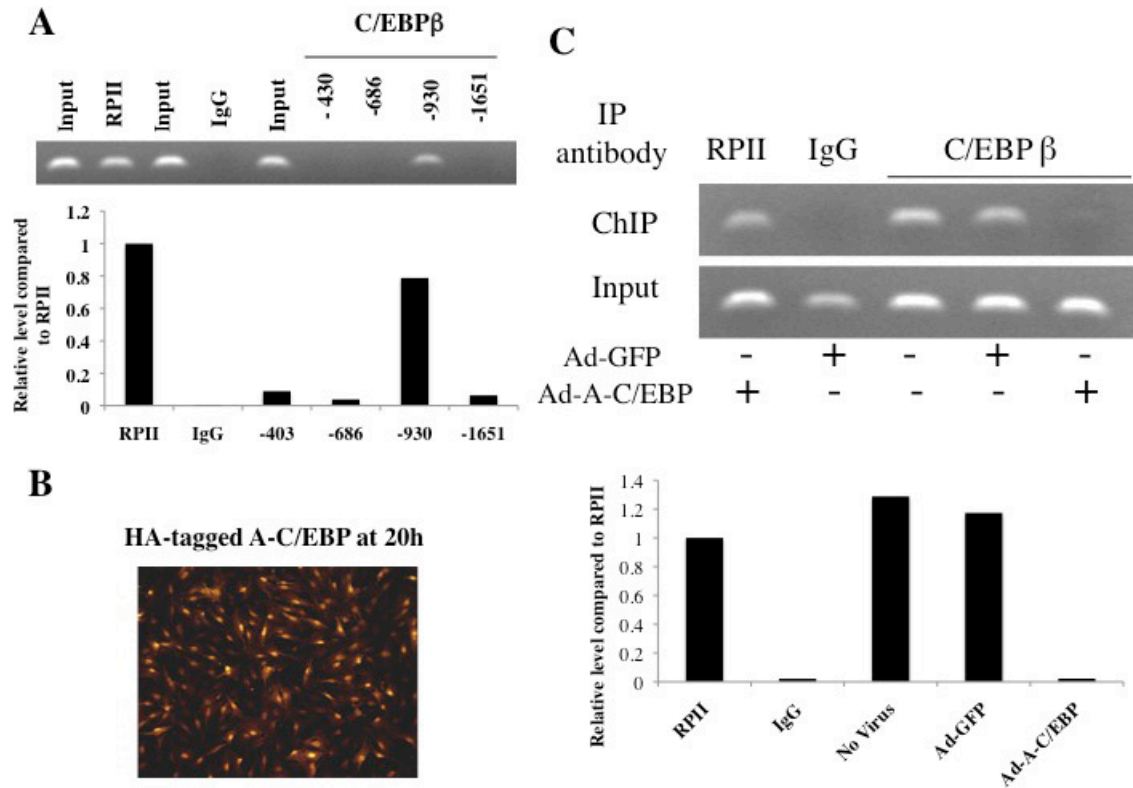 A
C/EBPβ
Input
RPII
Input
IgG
Input
- 430
-686
-930
-1651
Relative level compared
to RPII
1.2
1
0.8
0.6
0.4
0.2
0
RPII
IgG
-403
-686
-930
-1651
B
HA-tagged A-C/EBP at 20h
C
IP
antibody
RPII
IgG
C/EBP β
ChIP
Input
Ad-GFP
- + - + -
Ad-A-C/EBP
+ - - - +
Relative level compared to RPII
1.4
1.2
1
0.8
0.6
0.4
0.2
0
RPII
IgG
No Virus
Ad-GFP
Ad-A-C/EBP